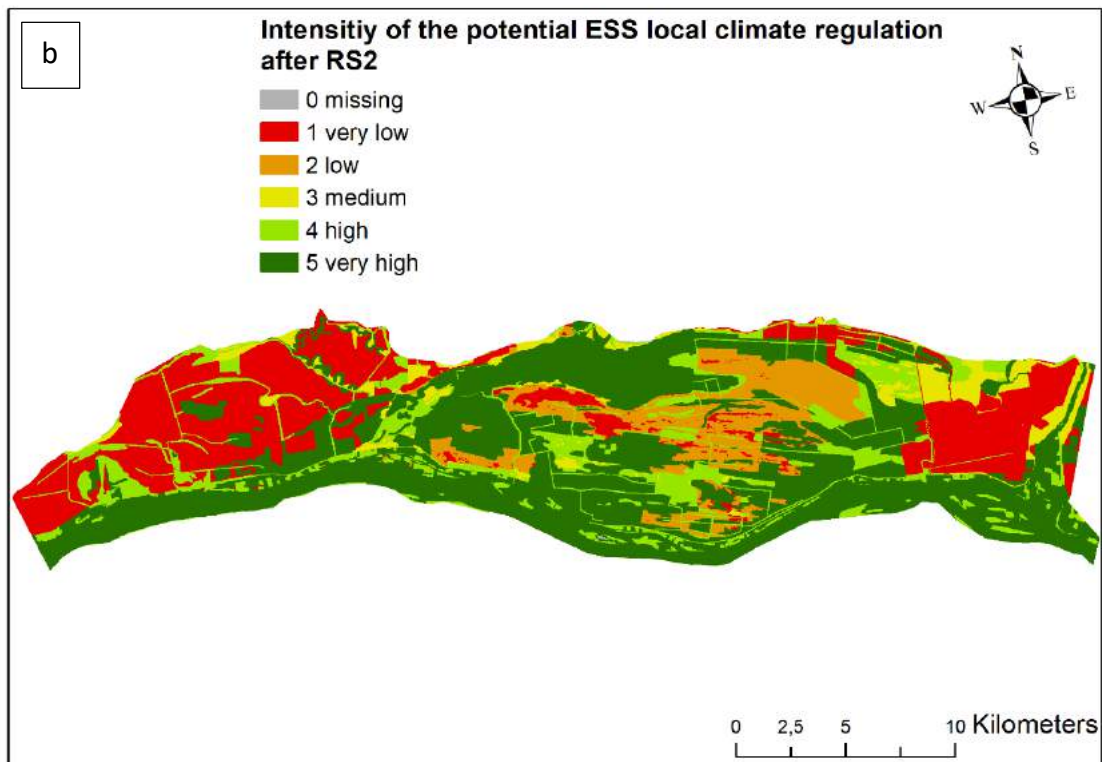 b
Intensitiy of the potential ESS local climate regulation
after RS2
0 missing
1 very low
2 low
3 medium
4 high
5 very high
N
W E
S
0 2,5 5 10 Kilometers